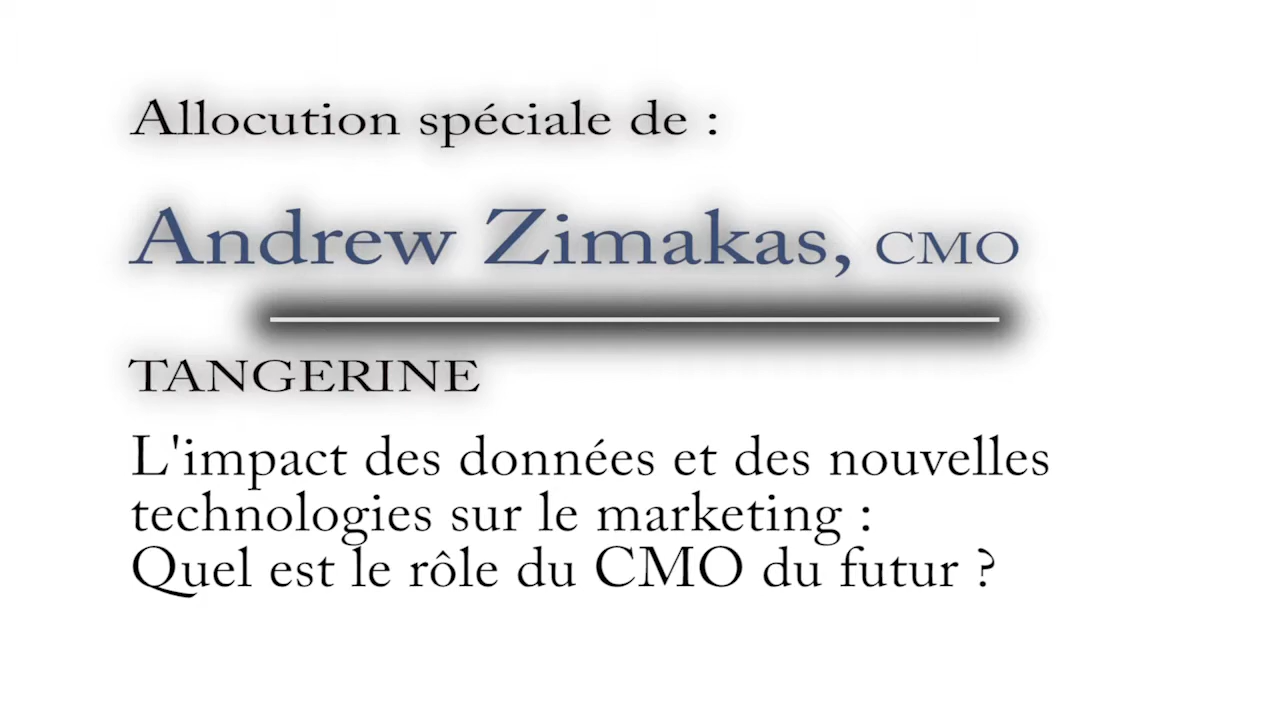 Allocution spéciale de :
Andrew Zimakas, CMO
TANGERINE
L'impact des données et des nouvelles
technologies sur le marketing :
Quel est le rôle du CMO du futur ?